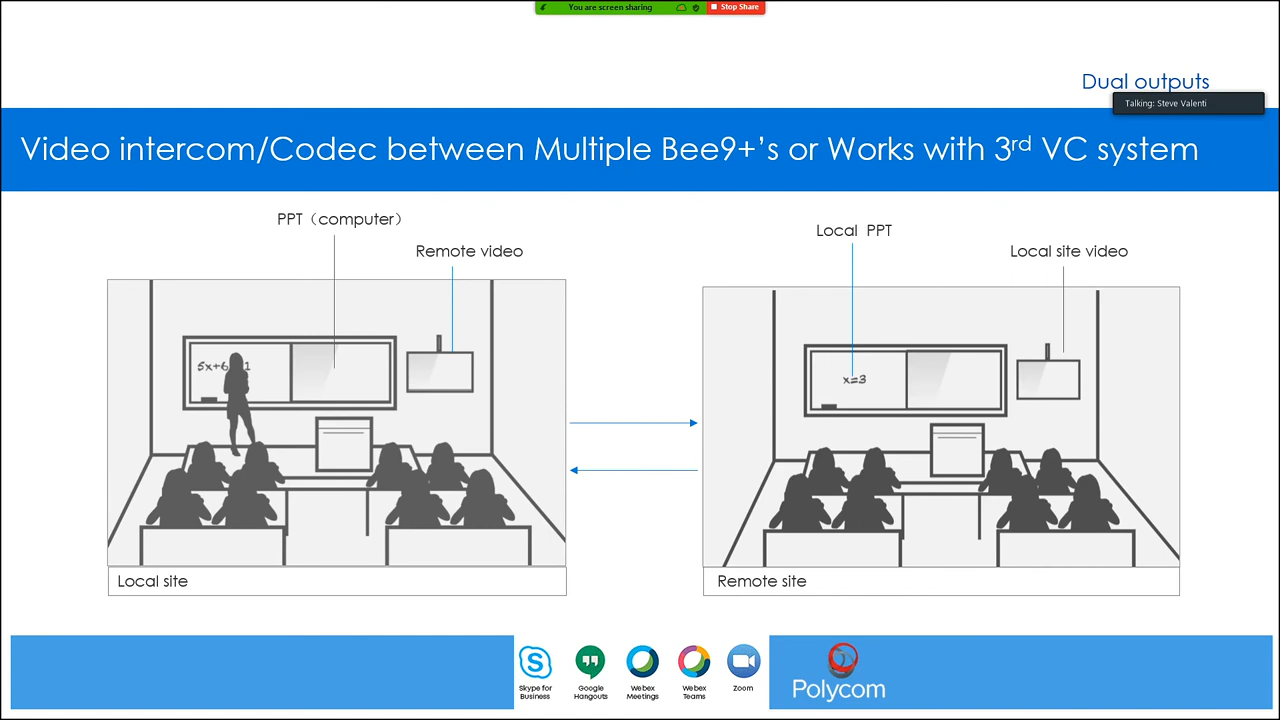 You are screen sharing
Stop Share
Dual outputs
Talking: Steve Valenti
Video intercom/Codec between Multiple Bee9+’s or Works with 3rd VC system
PPT（computer）
Remote video
Local PPT
Local site video
x=3
Local site
Remote site
Skype for
Business
Google
Hangouts
Webex
Meetings
Webex
Teams
Zoom
Polycom